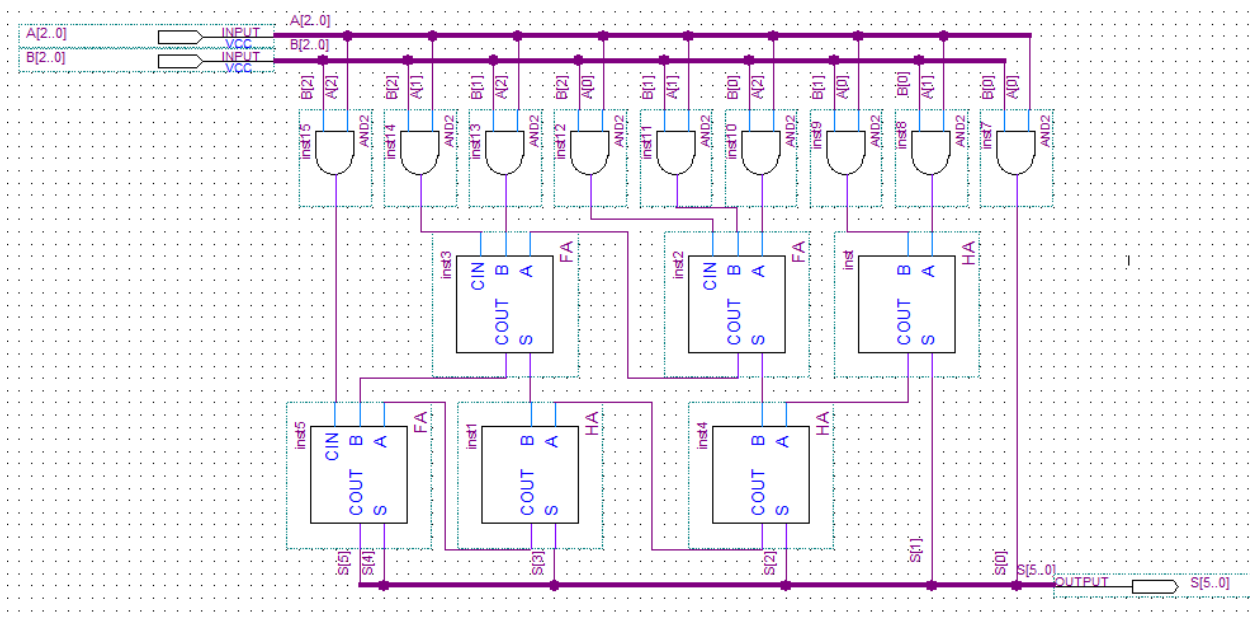 A[2..0]
A[2..0]
INPUT
VCC
B[2..0]
B[2..0]
INPUT
VCC
B[2]
A[2]
B[2]
A[1]
B[1]
A[2]
B[2]
A[0]
B[1]
A[1]
B[0]
A[2]
B[1]
A[0]
B[0]
A[1]
B[0]
A[0]
inst15
AND2
inst14
AND2
inst13
AND2
inst12
AND2
inst11
AND2
inst10
AND2
inst9
AND2
inst8
AND2
inst7
AND2
inst3
CIN
B
A
COUT
S
FA
inst2
CIN
B
A
COUT
S
FA
inst
B
A
COUT
S
HA
inst5
CIN
B
A
COUT
S
FA
inst1
B
A
COUT
S
HA
inst4
B
A
COUT
S
HA
S[5]
S[4]
S[3]
S[2]
S[1]
S[0]
S[5..0]
OUTPUT
S[5..0]